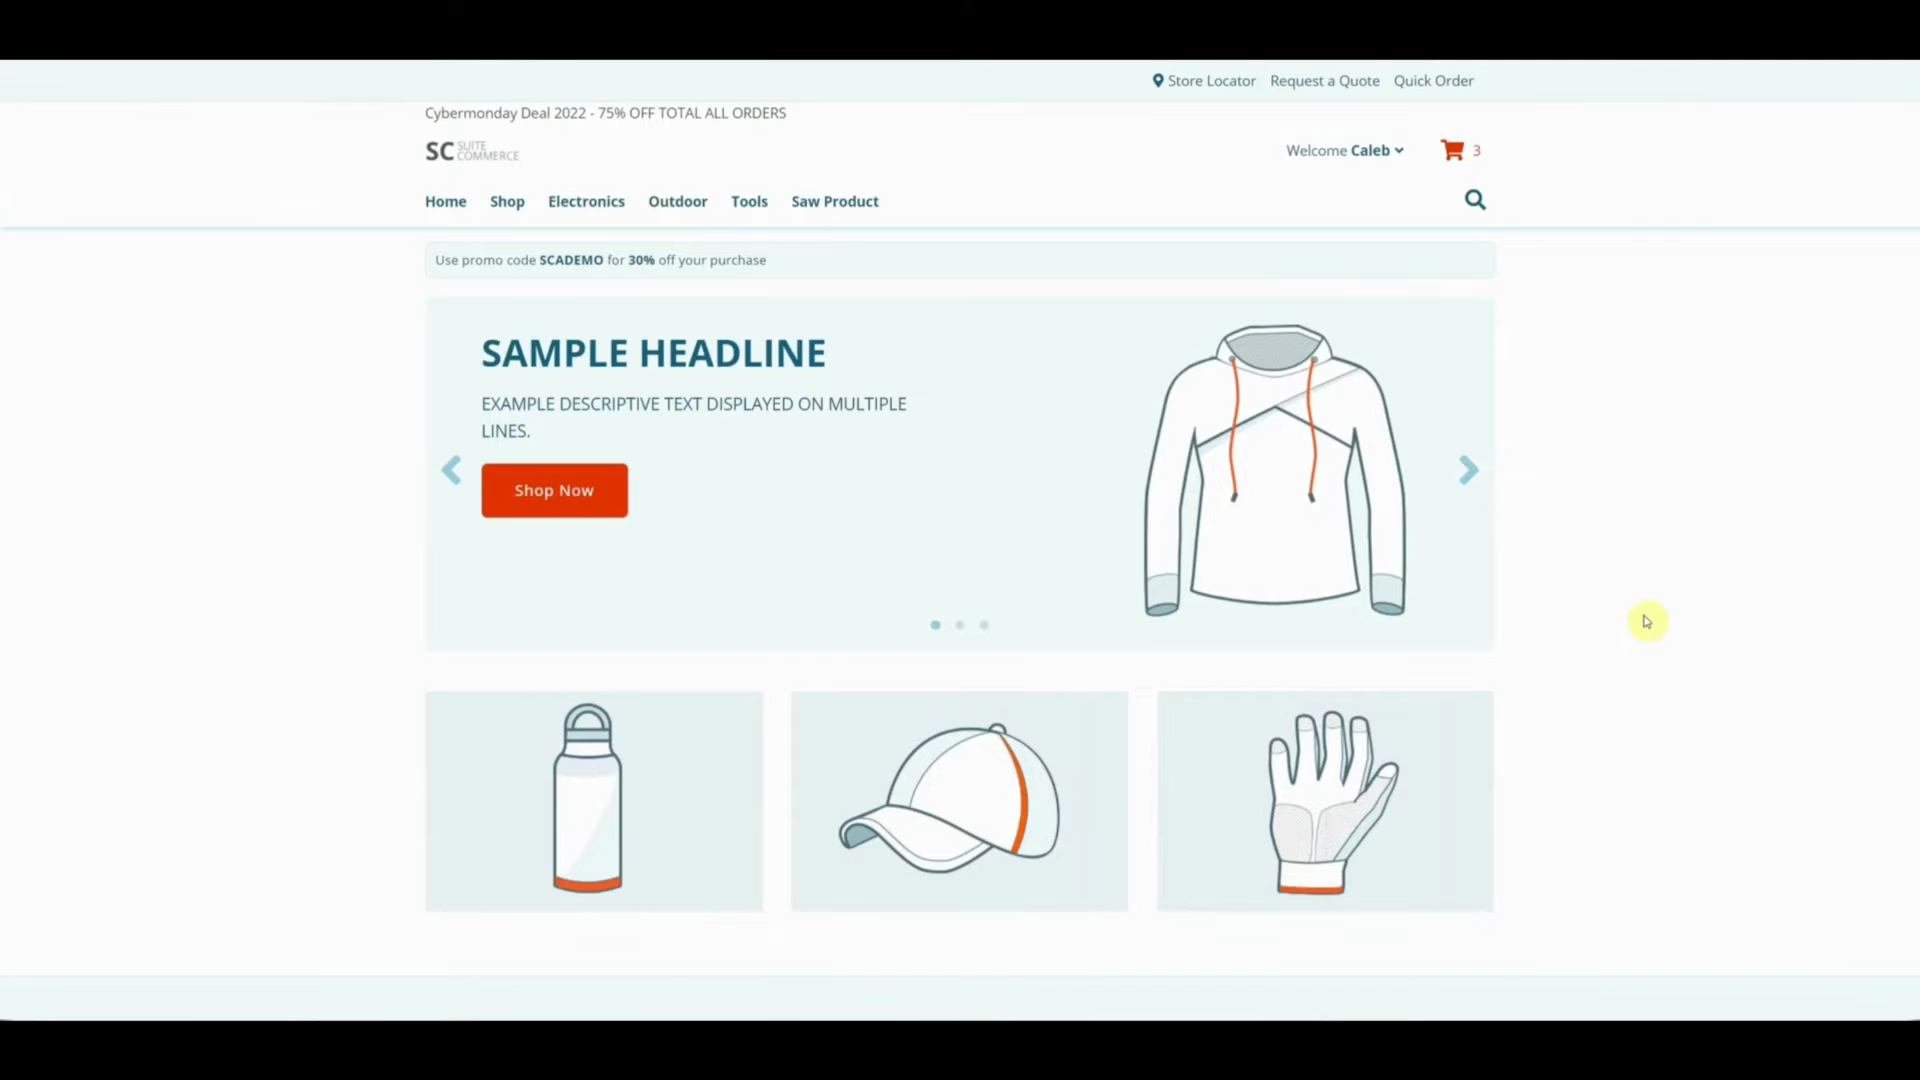 Store Locator Request a Quote Quick Order
Cybermonday Deal 2022 - 75% OFF TOTAL ALL ORDERS
SC SUITE
COMMERCE
Welcome Caleb
3
Home Shop Electronics Outdoor Tools Saw Product
Use promo code SCADEMO for 30% off your purchase
SAMPLE HEADLINE
EXAMPLE DESCRIPTIVE TEXT DISPLAYED ON MULTIPLE
LINES.
Shop Now